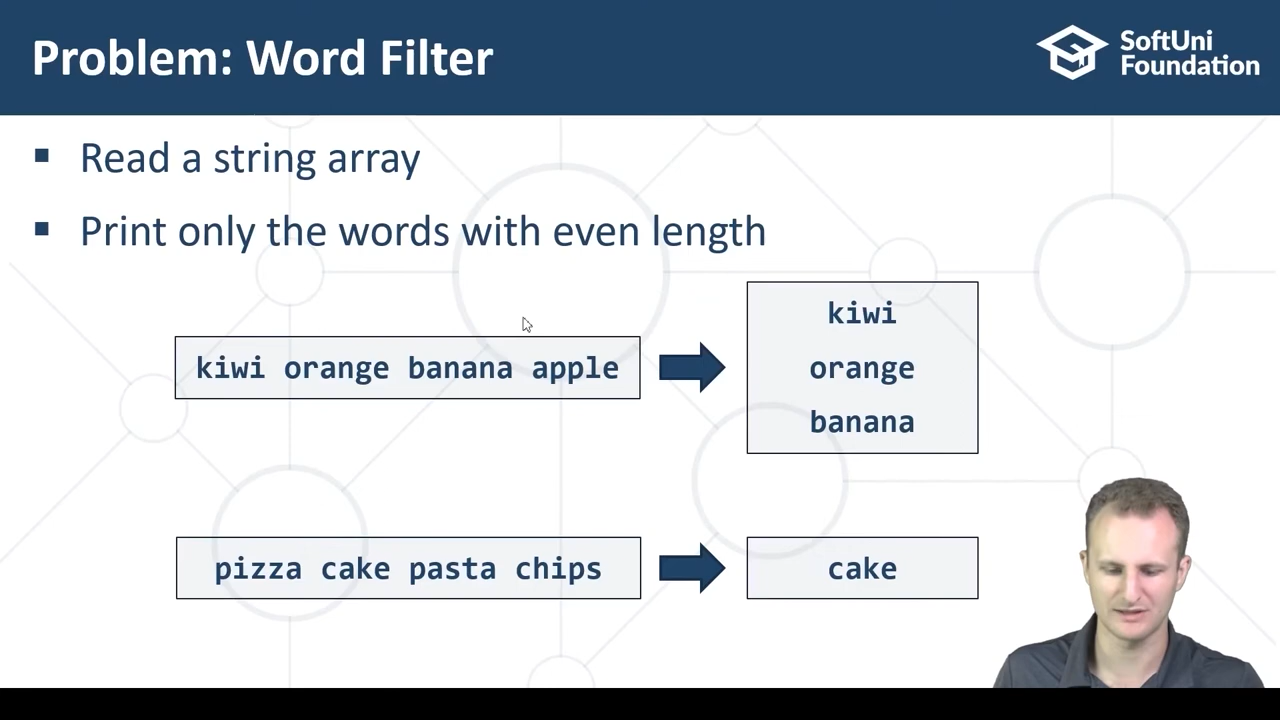 Problem: Word Filter
SoftUni
Foundation
▪ Read a string array
▪ Print only the words with even length
kiwi orange banana apple
kiwi
orange
banana
pizza cake pasta chips
cake